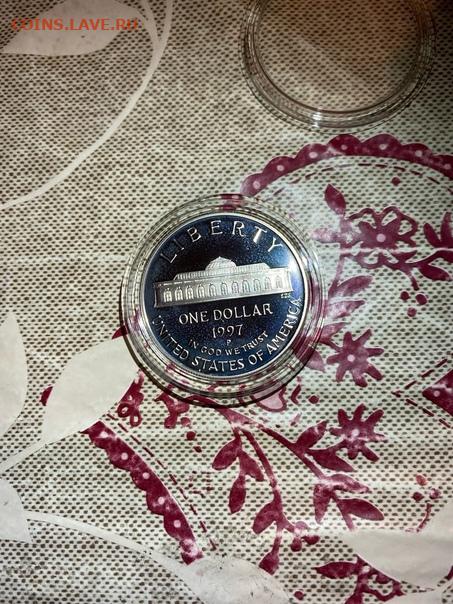 COINS.LAVE.RU
LIBERTY
ONE DOLLAR
1997
P
IN GOD WE TRUST
UNITED STATES OF AMERICA